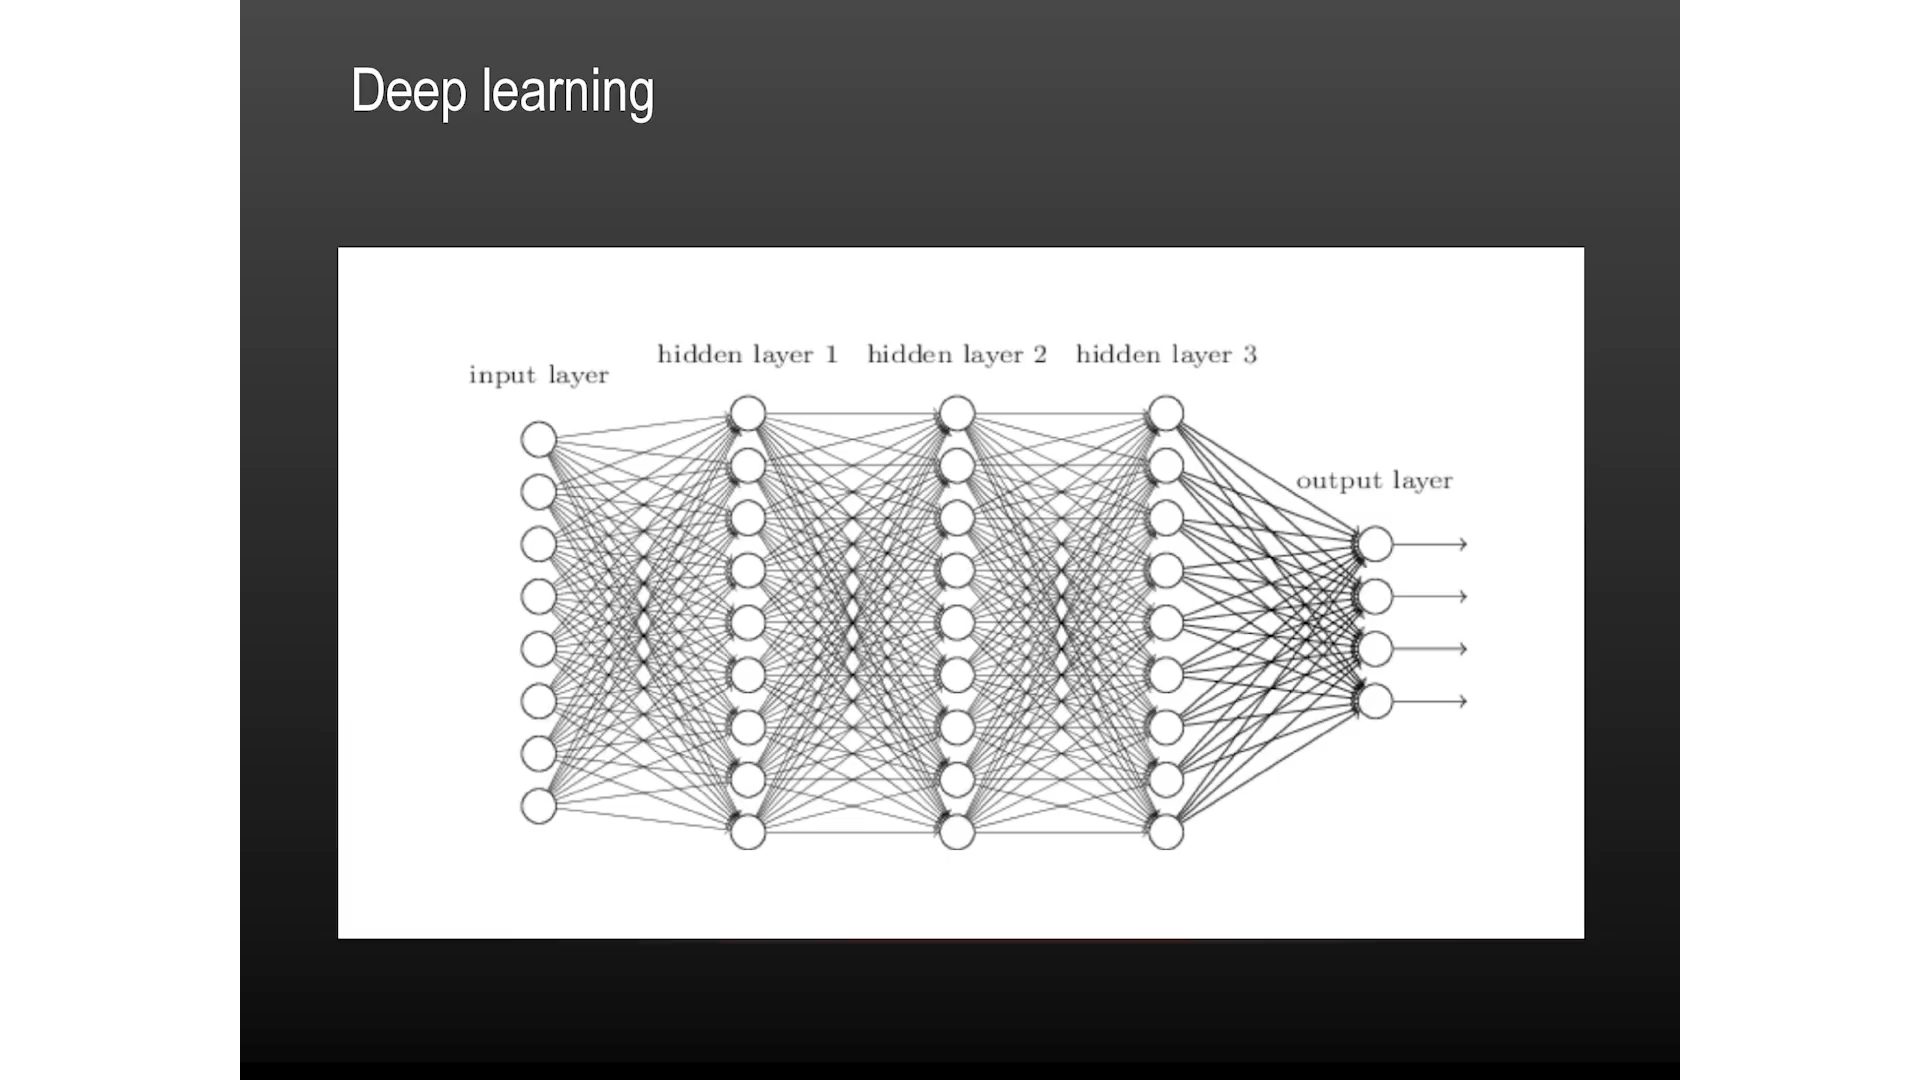 Deep learning
hidden layer 1 hidden layer 2 hidden layer 3
input layer
output layer